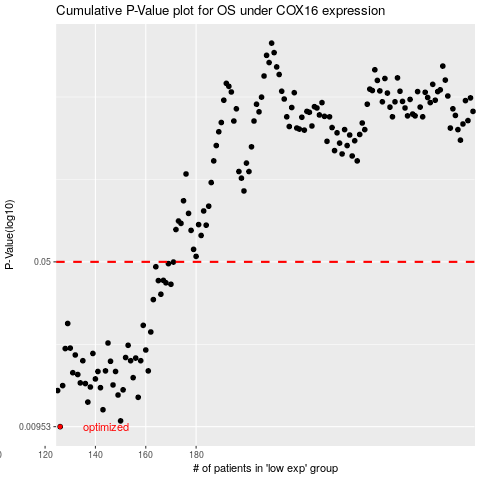 Cumulative P-Value plot for OS under COX16 expression
P-Value(log10)
0.05
0.00953
optimized
0 120 140 160 180
# of patients in 'low exp' group